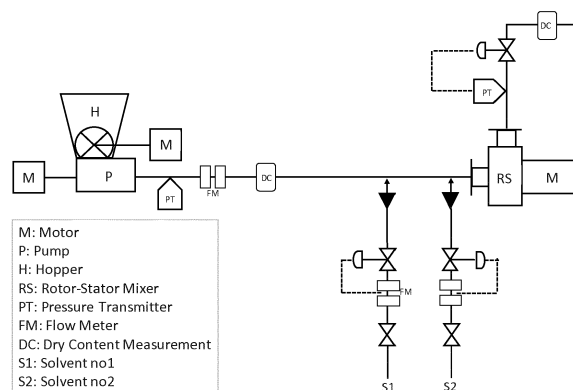 DC
H
PT
M
M
P
RS
M
PT
FM
DC
M: Motor
P: Pump
H: Hopper
RS: Rotor-Stator Mixer
PT: Pressure Transmitter
FM: Flow Meter
DC: Dry Content Measurement
S1: Solvent no1
S2: Solvent no2
FM
S1
S2